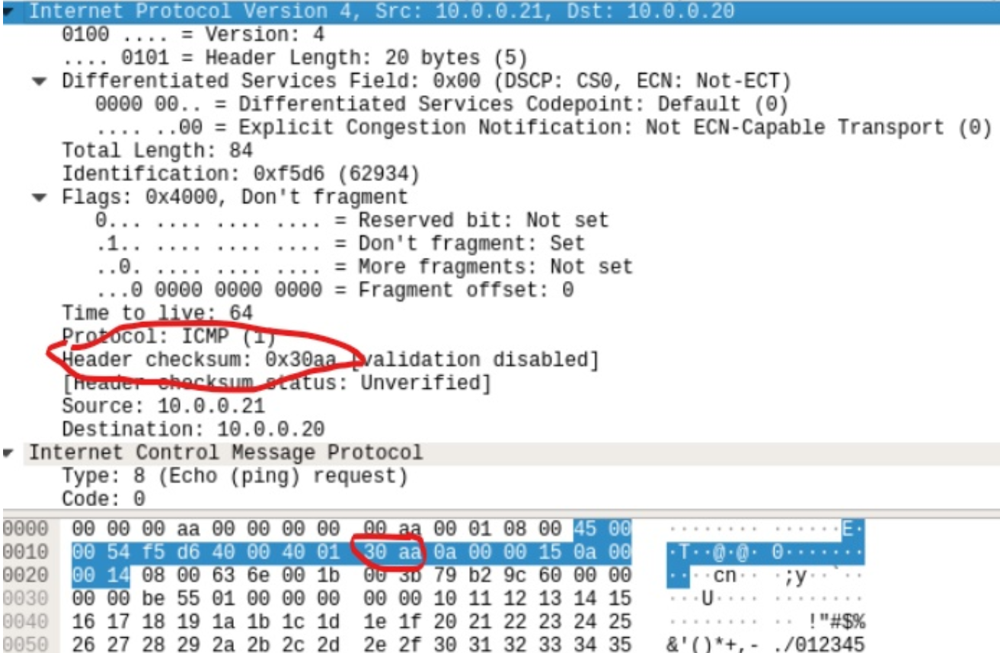 Internet Protocol Version 4, Src: 10.0.0.21, Dst: 10.0.0.20
0100 .... = Version: 4
.... 0101 = Header Length: 20 bytes (5)
Differentiated Services Field: 0x00 (DSCP: CS0, ECN: Not-ECT)
0000 00.. = Differentiated Services Codepoint: Default (0)
.... ..00 = Explicit Congestion Notification: Not ECN-Capable Transport (0)
Total Length: 84
Identification: 0xf5d6 (62934)
Flags: 0x4000, Don't fragment
0... .... .... .... = Reserved bit: Not set
.1.. .... .... .... = Don't fragment: Set
..0. .... .... .... = More fragments: Not set
...0 0000 0000 0000 = Fragment offset: 0
Time to live: 64
Protocol: ICMP (1)
Header checksum: 0x30aa [validation disabled]
[Header checksum status: Unverified]
Source: 10.0.0.21
Destination: 10.0.0.20
Internet Control Message Protocol
Type: 8 (Echo (ping) request)
Code: 0
0000 00 00 00 aa 00 00 00 00 00 aa 00 01 08 00 45 00 ········ ······E·
0010 00 54 f5 d6 40 00 40 01 30 aa 0a 00 00 15 0a 00 ·T··@·@· 0·······
0020 00 14 08 00 63 6e 00 1b 00 3b 79 b2 9c 60 00 00 ····cn·· ·;y··`··
0030 00 00 be 55 01 00 00 00 00 00 10 11 12 13 14 15 ···U···· ········
0040 16 17 18 19 1a 1b 1c 1d 1e 1f 20 21 22 23 24 25 ········ ·· !"#$%
0050 26 27 28 29 2a 2b 2c 2d 2e 2f 30 31 32 33 34 35 &'()*+,- ./012345